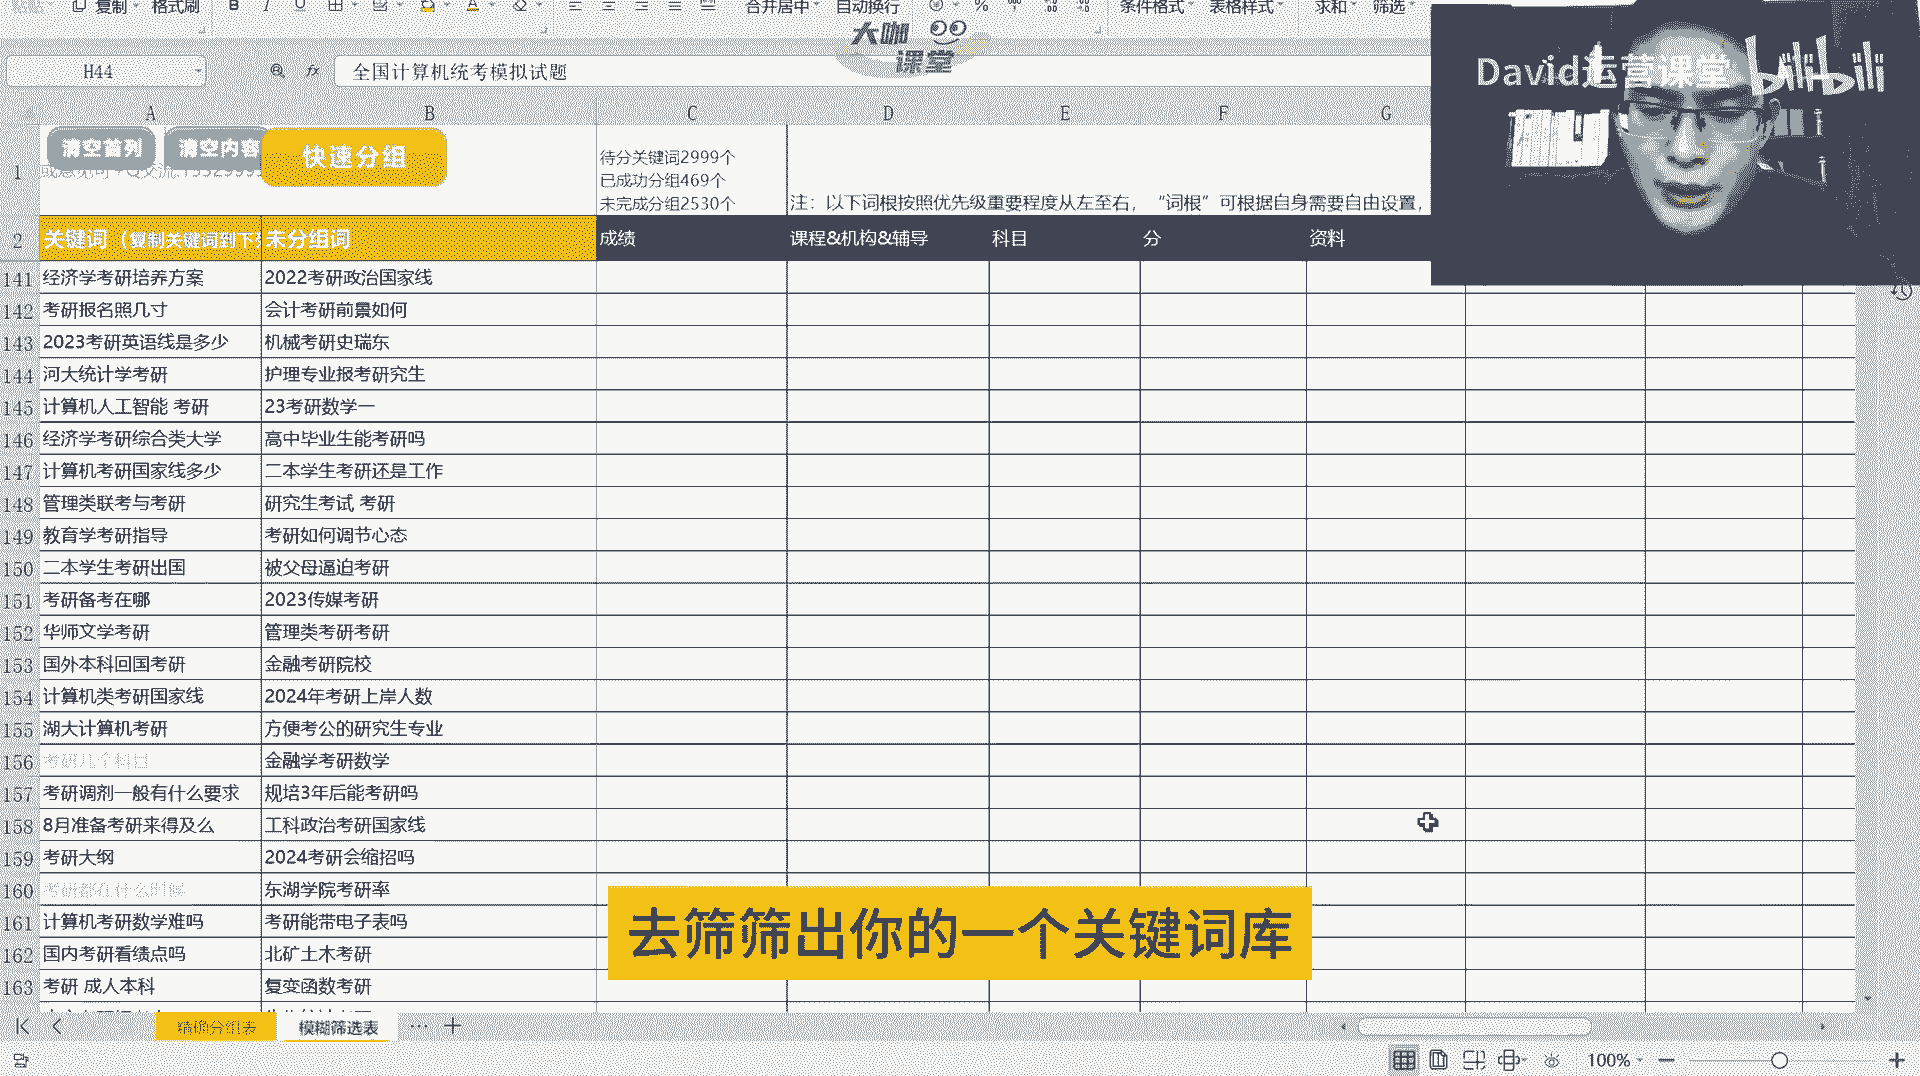 复制 格式刷 B I U A 合并居中 自动换行 % 条件格式 表格样式 求和 筛选
大咖课堂
David运营课堂 bilibili
H44 fx 全国计算机统考模拟试题
A B C D E F G
清空首列 清空内容 快速分组
待分关键词2999个
已成功分组469个
未完成分组2530个
注：以下词根按照优先级重要程度从左至右，“词根”可根据自身需要自由设置，
1
2 关键词（复制关键词到下 未分组词 成绩 课程&机构&辅导 科目 分 资料
141 经济学考研培养方案 2022考研政治国家线
142 考研报名照几寸 会计考研前景如何
143 2023考研英语线是多少 机械考研史瑞东
144 河大统计学考研 护理专业报考研究生
145 计算机人工智能 考研 23考研数学一
146 经济学考研综合类大学 高中毕业生能考研吗
147 计算机考研国家线多少 二本学生考研还是工作
148 管理类联考与考研 研究生考试 考研
149 教育学考研指导 考研如何调节心态
150 二本学生考研出国 被父母逼迫考研
151 考研备考在哪 2023传媒考研
152 华师文学考研 管理类考研考研
153 国外本科回国考研 金融考研院校
154 计算机类考研国家线 2024年考研上岸人数
155 湖大计算机考研 方便考公的研究生专业
156 考研几个科目 金融学考研数学
157 考研调剂一般有什么要求 规培3年后能考研吗
158 8月准备考研来得及么 工科政治考研国家线
159 考研大纲 2024考研会缩招吗
160 考研都在什么时候 东湖学院考研率
161 计算机考研数学难吗 考研能带电子表吗
162 国内考研看绩点吗 北矿土木考研
163 考研 成人本科 复变函数考研
去筛筛出你的一个关键词库
精确分组表 模糊筛选表
100%